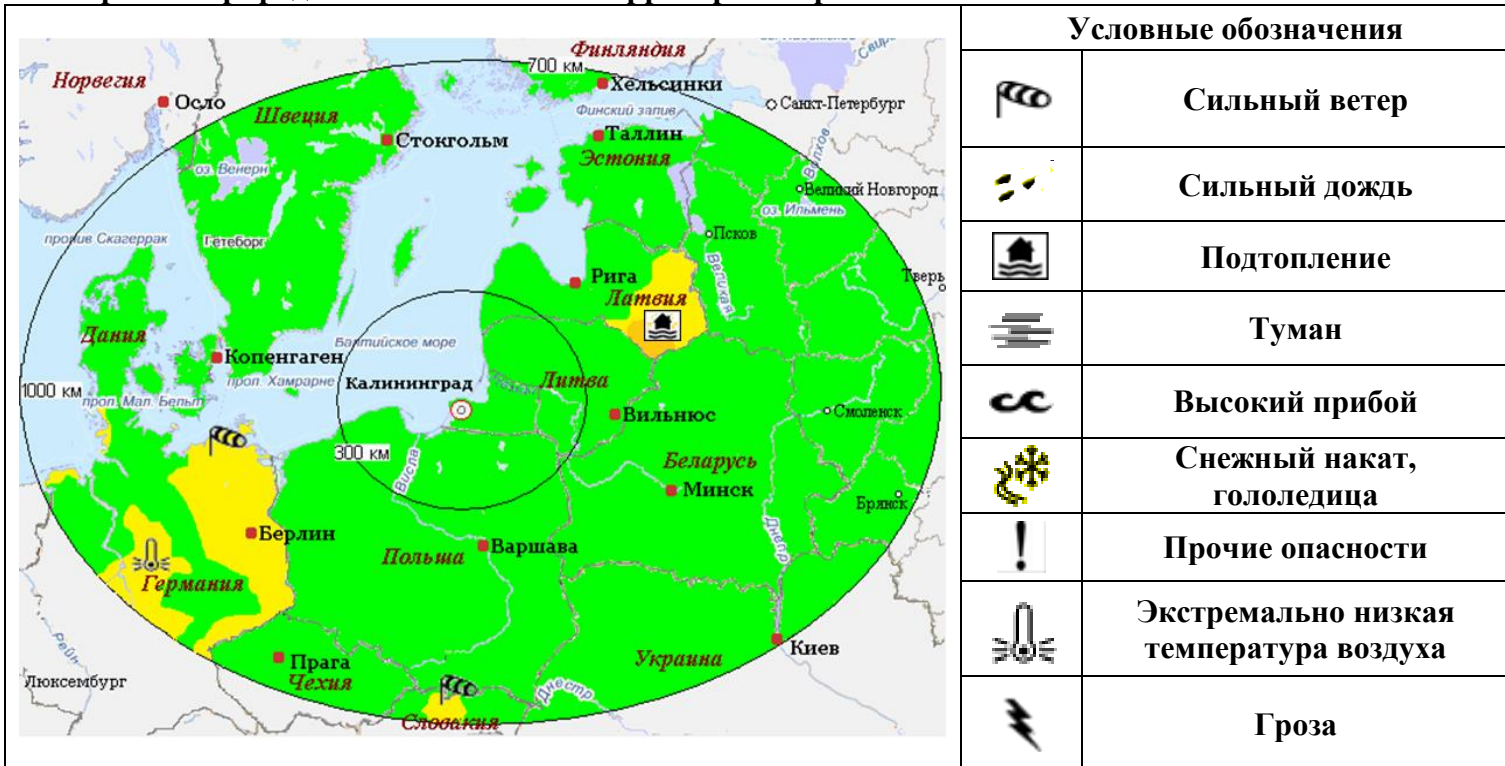 Условные обозначения
Сильный ветер
Сильный дождь
Подтопление
Туман
Высокий прибой
Снежный накат,
гололедица
Прочие опасности
Экстремально низкая
температура воздуха
Гроза
Финляндия
700 км
Норвегия
Хельсинки
Осло
Санкт-Петербург
Швеция
Финский залив
Стокгольм
Таллин
Волхов
Эстония
оз. Венерн
Великий Новгород
оз. Ильмень
пролив Скагеррак
Гетеборг
Псков
Великая
Рига
Тверь
Латвия
Дания
Балтийское море
Копенгаген
1000 км
проп. Хамрарне
Калининград
Литва
проп. Мал. Бельт
Вильнюс
Смоленск
300 км
Висла
Беларусь
Минск
Брянск
Днепр
Берлин
Польша
Варшава
Германия
Рейн
Киев
Прага
Украина
Чехия
Люксембург
Днестр
Словакия